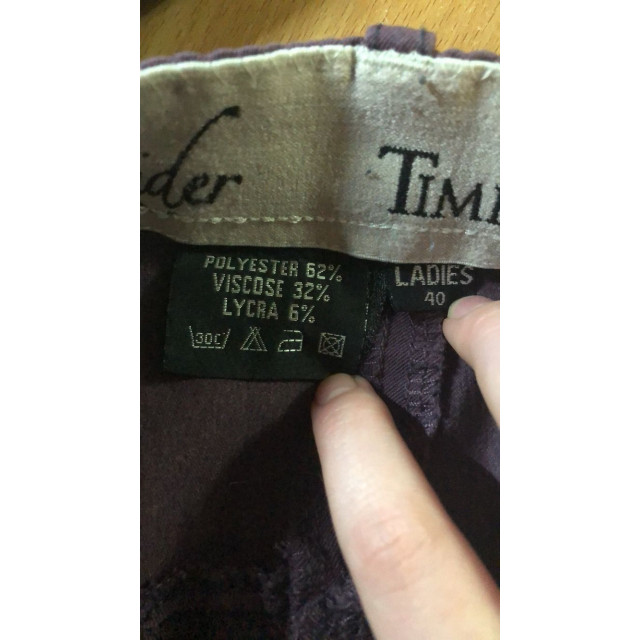 ider TIM
POLYESTER 62%
VISCOSE 32%
LYCRA 6%
30C
LADIES
40